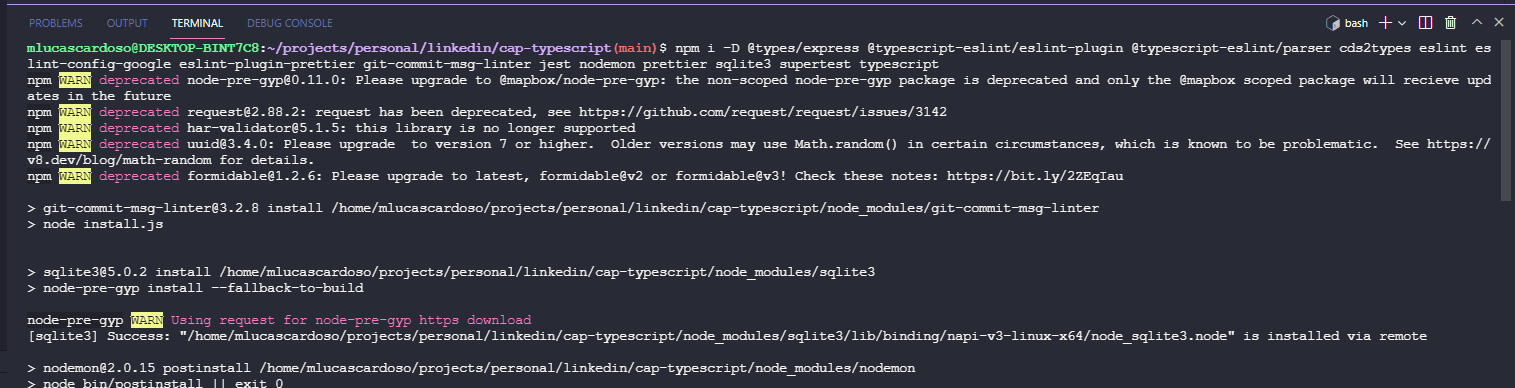 PROBLEMS OUTPUT TERMINAL DEBUG CONSOLE bash
mlucascardoso@DESKTOP-BINT7C8:~/projects/personal/linkedin/cap-typescript(main)$ npm i -D @types/express @typescript-eslint/eslint-plugin @typescript-eslint/parser cds2types eslint es
lint-config-google eslint-plugin-prettier git-commit-msg-linter jest nodemon prettier sqlite3 supertest typescript
npm WARN deprecated node-pre-gyp@0.11.0: Please upgrade to @mapbox/node-pre-gyp: the non-scoped node-pre-gyp package is deprecated and only the @mapbox scoped package will recieve upd
ates in the future
npm WARN deprecated request@2.88.2: request has been deprecated, see https://github.com/request/request/issues/3142
npm WARN deprecated har-validator@5.1.5: this library is no longer supported
npm WARN deprecated uuid@3.4.0: Please upgrade  to version 7 or higher.  Older versions may use Math.random() in certain circumstances, which is known to be problematic.  See https://
v8.dev/blog/math-random for details.
npm WARN deprecated formidable@1.2.6: Please upgrade to latest, formidable@v2 or formidable@v3! Check these notes: https://bit.ly/2ZEqIau
> git-commit-msg-linter@3.2.8 install /home/mlucascardoso/projects/personal/linkedin/cap-typescript/node_modules/git-commit-msg-linter
> node install.js
> sqlite3@5.0.2 install /home/mlucascardoso/projects/personal/linkedin/cap-typescript/node_modules/sqlite3
> node-pre-gyp install --fallback-to-build
node-pre-gyp WARN Using request for node-pre-gyp https download
[sqlite3] Success: "/home/mlucascardoso/projects/personal/linkedin/cap-typescript/node_modules/sqlite3/lib/binding/napi-v3-linux-x64/node_sqlite3.node" is installed via remote
> nodemon@2.0.15 postinstall /home/mlucascardoso/projects/personal/linkedin/cap-typescript/node_modules/nodemon
> node bin/postinstall || exit 0